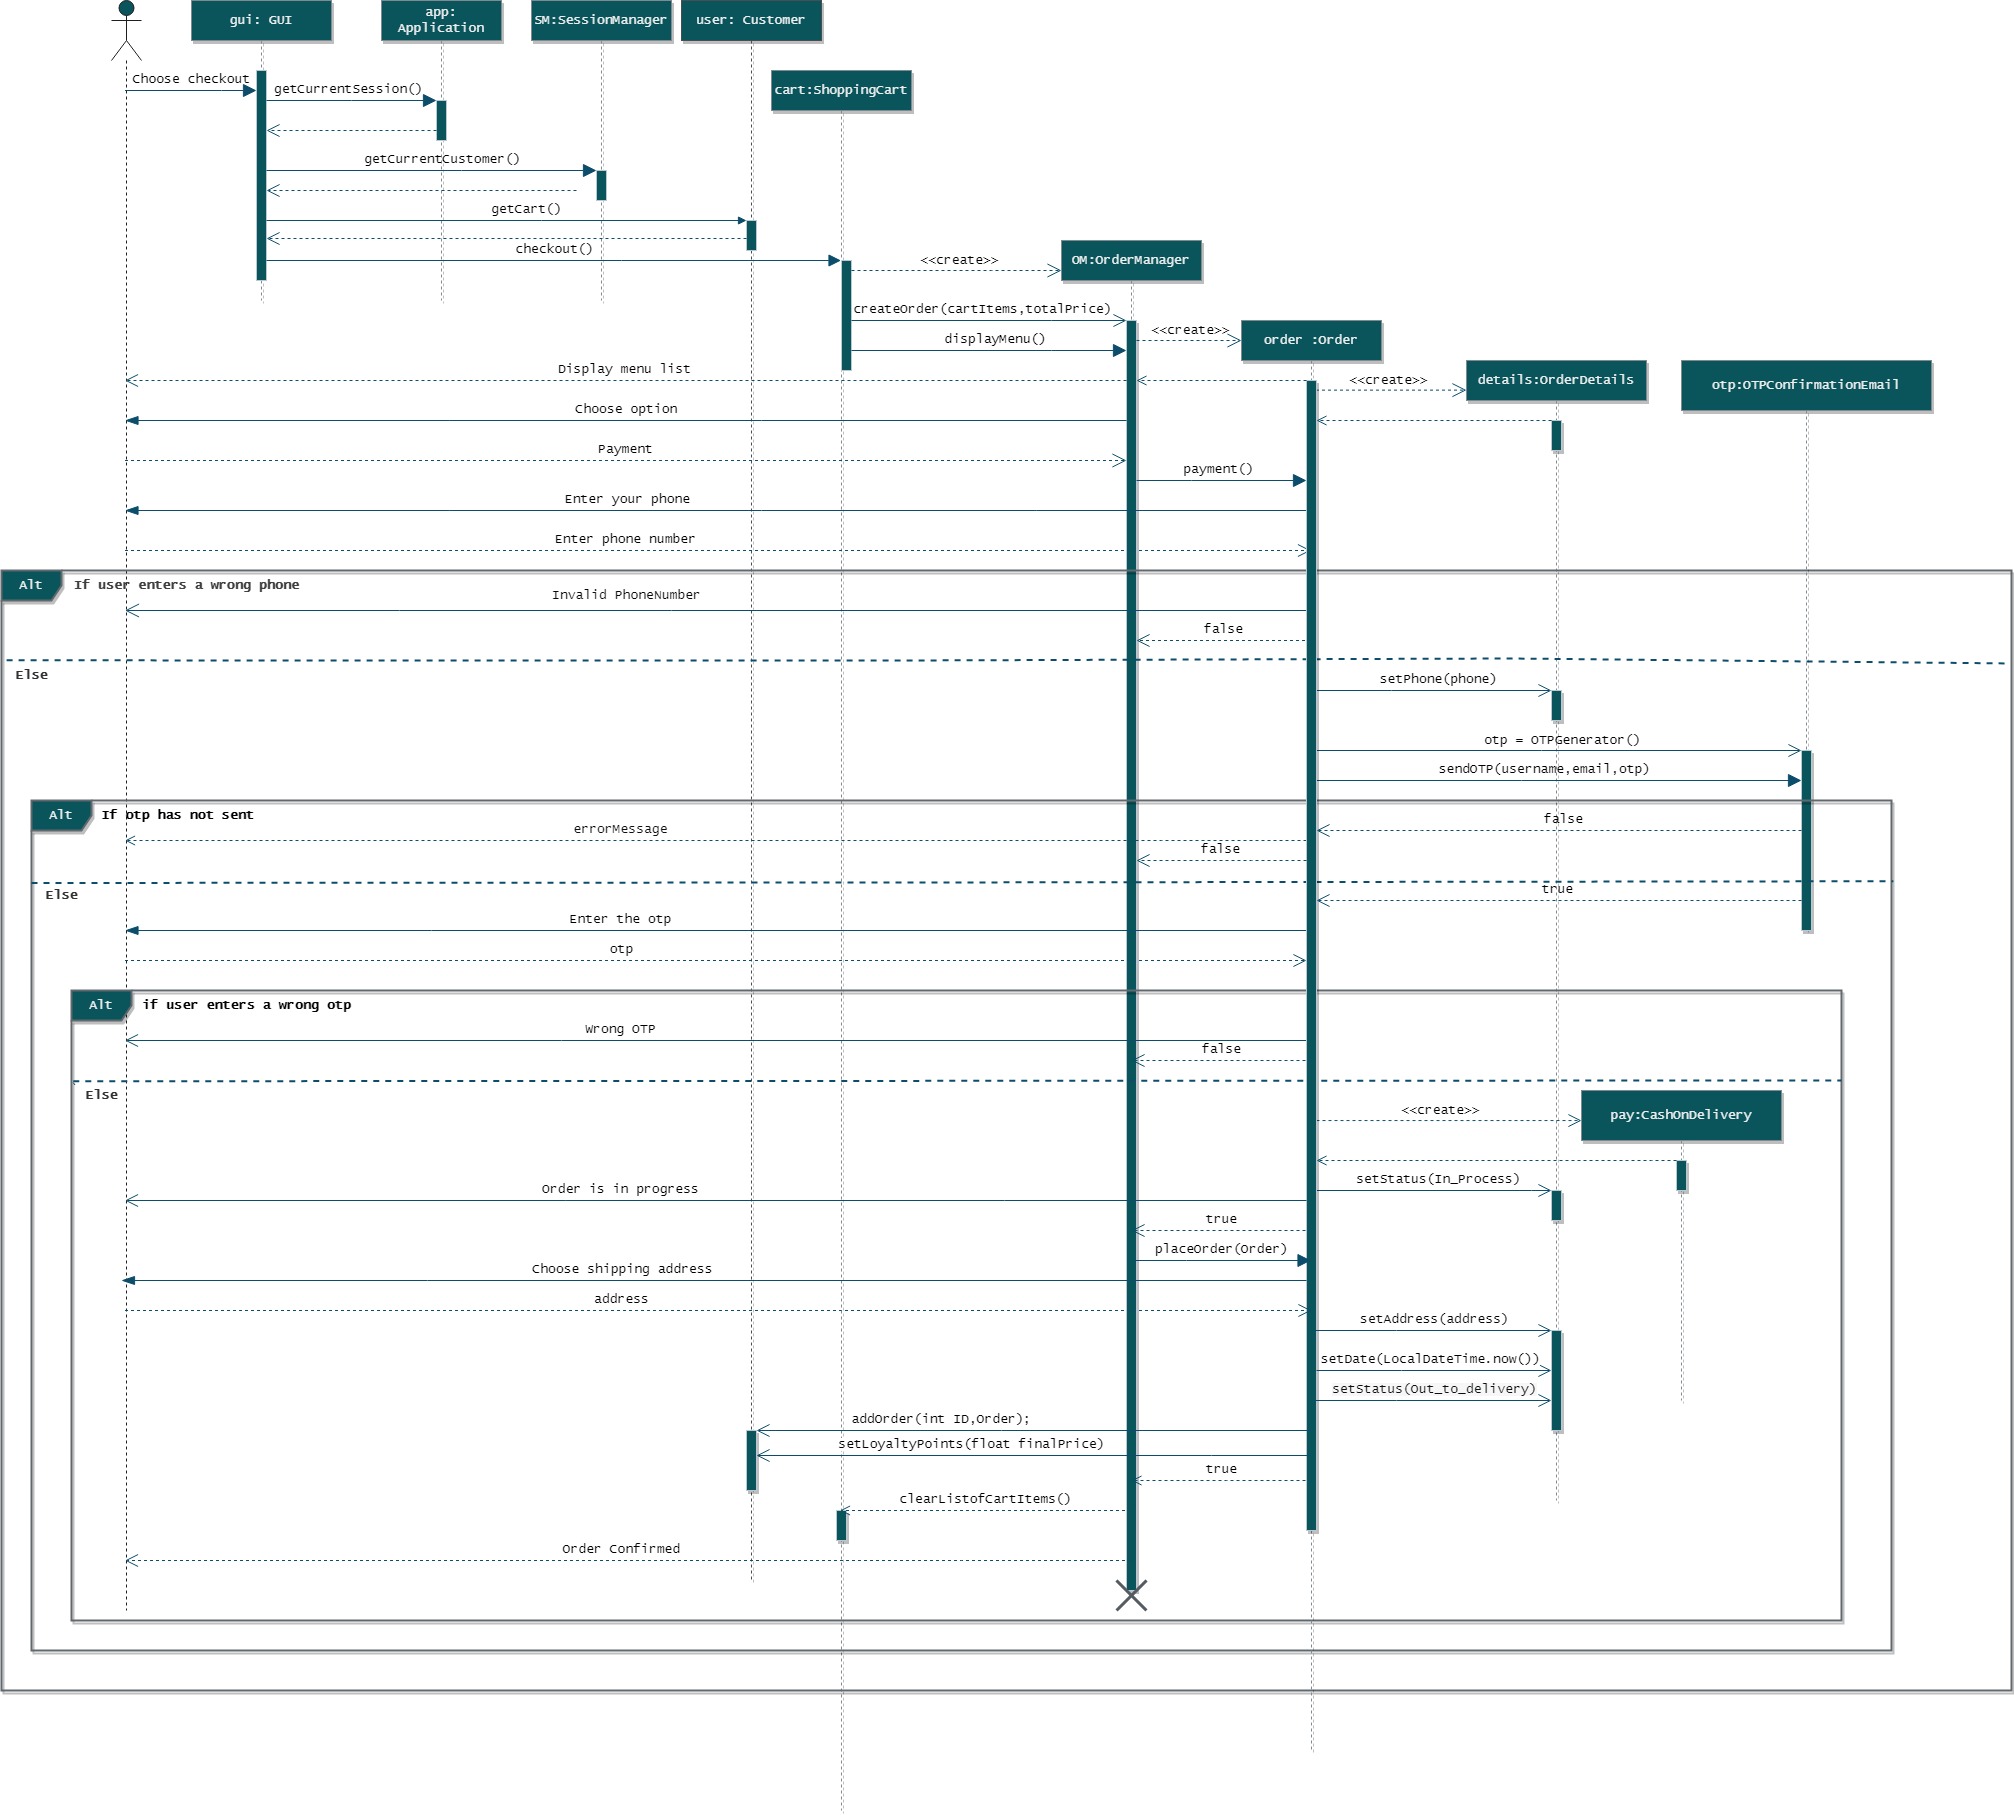 gui: GUI
app:
Application
SM:SessionManager
user: Customer
Choose checkout
getCurrentSession()
cart:ShoppingCart
getCurrentCustomer()
getCart()
checkout()
<<create>>
OM:OrderManager
createOrder(cartItems,totalPrice)
<<create>>
order :Order
displayMenu()
Display menu list
<<create>>
details:OrderDetails
otp:OTPConfirmationEmail
Choose option
Payment
payment()
Enter your phone
Enter phone number
Alt
If user enters a wrong phone
Invalid PhoneNumber
false
Else
setPhone(phone)
otp = OTPGenerator()
sendOTP(username,email,otp)
Alt
If otp has not sent
false
errorMessage
false
Else
true
Enter the otp
otp
Alt
if user enters a wrong otp
Wrong OTP
false
Else
<<create>>
pay:CashOnDelivery
setStatus(In_Process)
Order is in progress
true
placeOrder(Order)
Choose shipping address
address
setAddress(address)
setDate(LocalDateTime.now())
setStatus(Out_to_delivery)
addOrder(int ID,Order);
setLoyaltyPoints(float finalPrice)
true
clearListofCartItems()
Order Confirmed